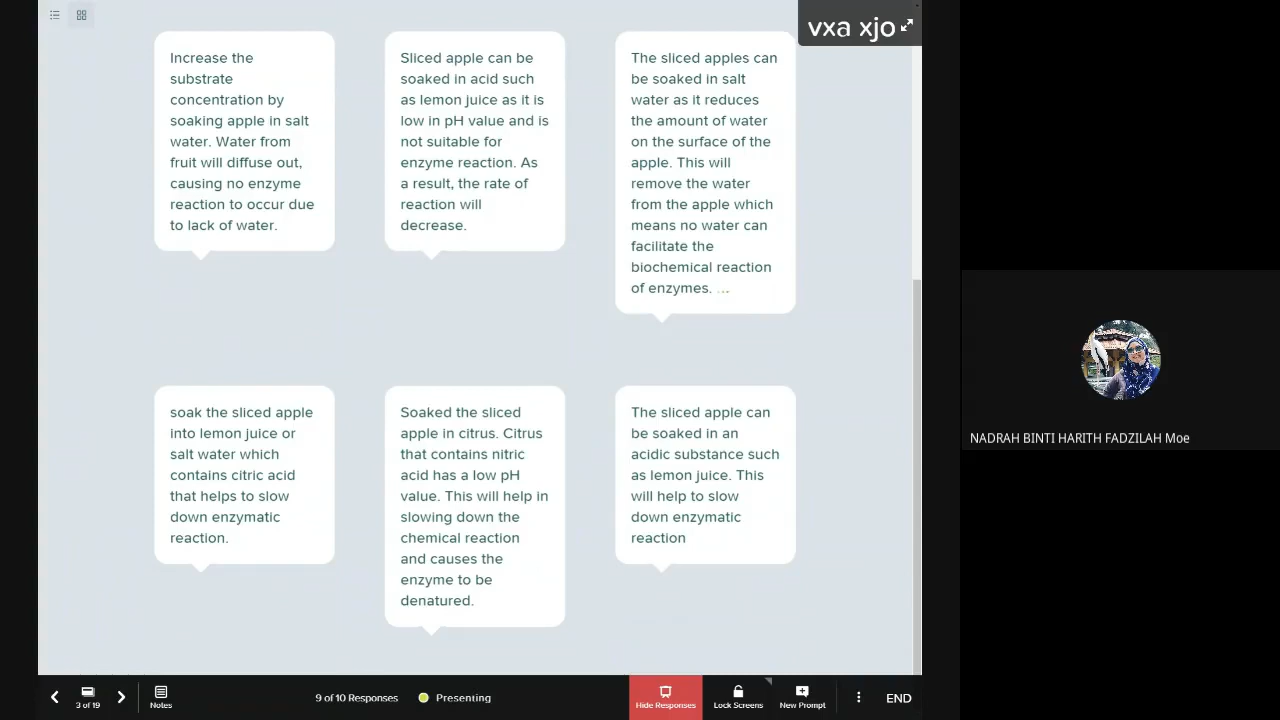 vxa xjo
Increase the
substrate
concentration by
soaking apple in salt
water. Water from
fruit will diffuse out,
causing no enzyme
reaction to occur due
to lack of water.
Sliced apple can be
soaked in acid such
as lemon juice as it is
low in pH value and is
not suitable for
enzyme reaction. As
a result, the rate of
reaction will
decrease.
The sliced apples can
be soaked in salt
water as it reduces
the amount of water
on the surface of the
apple. This will
remove the water
from the apple which
means no water can
facilitate the
biochemical reaction
of enzymes. ...
soak the sliced apple
into lemon juice or
salt water which
contains citric acid
that helps to slow
down enzymatic
reaction.
Soaked the sliced
apple in citrus. Citrus
that contains nitric
acid has a low pH
value. This will help in
slowing down the
chemical reaction
and causes the
enzyme to be
denatured.
The sliced apple can
be soaked in an
acidic substance such
as lemon juice. This
will help to slow
down enzymatic
reaction
NADRAH BINTI HARITH FADZILAH Moe
3 of 19
Notes
9 of 10 Responses
Presenting
Hide Responses
Lock Screens
New Prompt
END